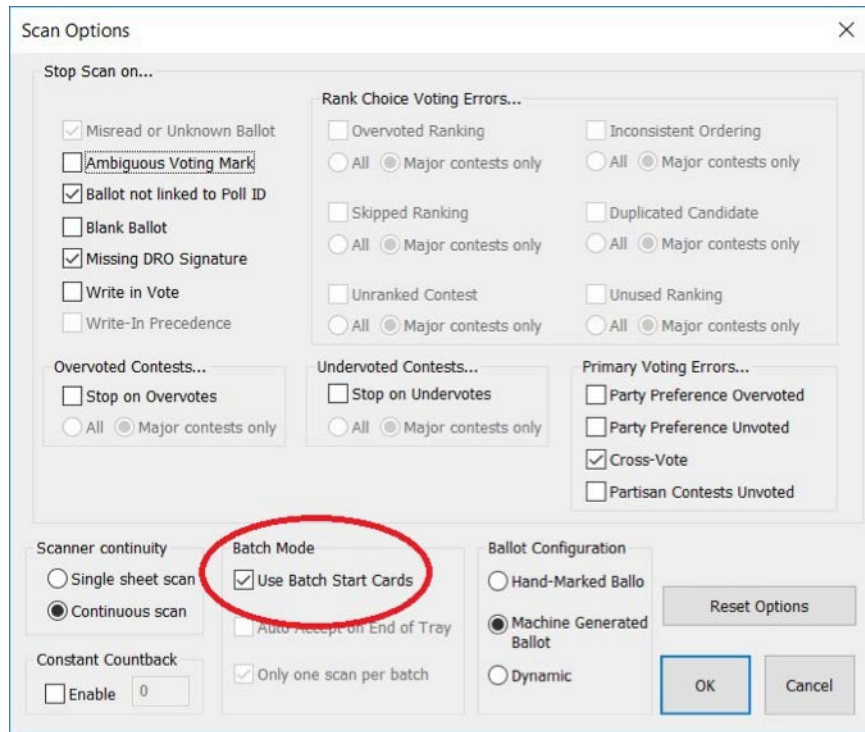 Scan Options
Stop Scan on...
Misread or Unknown Ballot
Ambiguous Voting Mark
Ballot not linked to Poll ID
Blank Ballot
Missing DRO Signature
Write in Vote
Write-In Precedence
Rank Choice Voting Errors...
Overvoted Ranking
All Major contests only
Inconsistent Ordering
All Major contests only
Skipped Ranking
All Major contests only
Duplicated Candidate
All Major contests only
Unranked Contest
All Major contests only
Unused Ranking
All Major contests only
Overvoted Contests...
Stop on Overvotes
All Major contests only
Undervoted Contests...
Stop on Undervotes
All Major contests only
Primary Voting Errors...
Party Preference Overvoted
Party Preference Unvoted
Cross-Vote
Partisan Contests Unvoted
Scanner continuity
Single sheet scan
Continuous scan
Constant Countback
Enable 0
Batch Mode
Use Batch Start Cards
Auto Accept on End of Tray
Only one scan per batch
Ballot Configuration
Hand-Marked Ballo
Machine Generated
Ballot
Dynamic
Reset Options
OK
Cancel